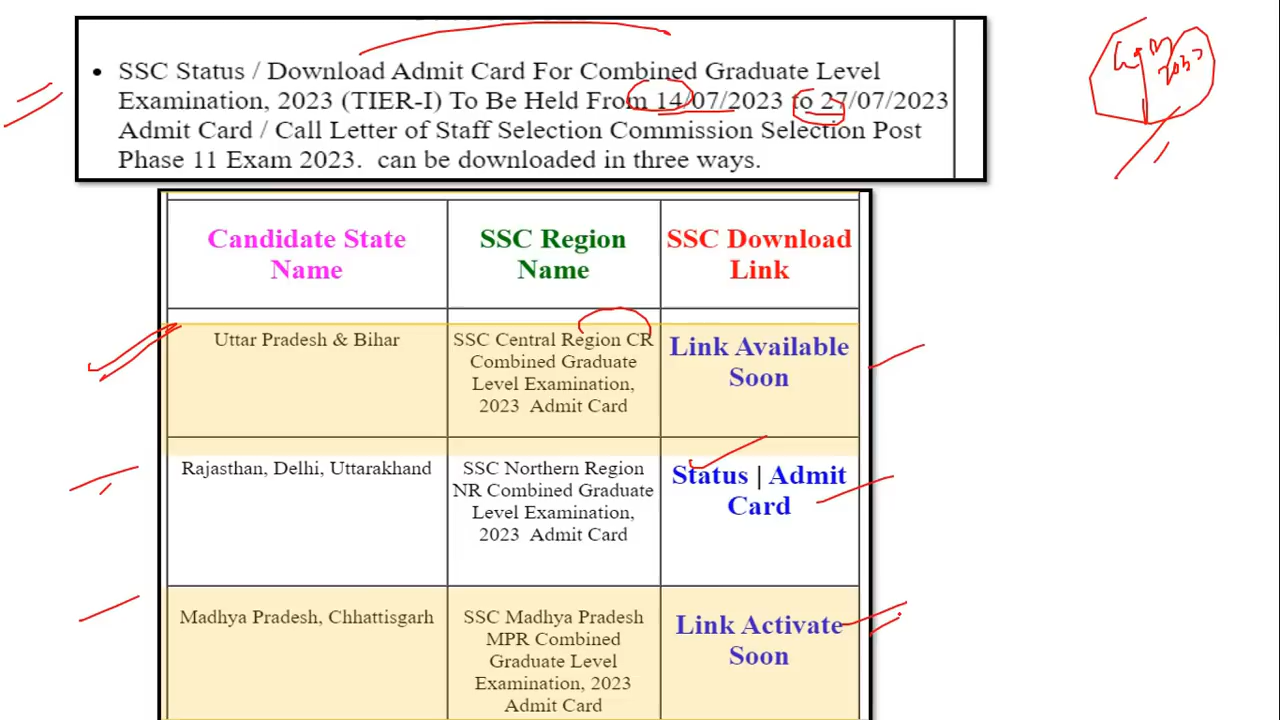 SSC Status / Download Admit Card For Combined Graduate Level
Examination, 2023 (TIER-I) To Be Held From 14/07/2023 to 27/07/2023
Admit Card / Call Letter of Staff Selection Commission Selection Post
Phase 11 Exam 2023. can be downloaded in three ways.
Candidate State
Name
SSC Region
Name
SSC Download
Link
Uttar Pradesh & Bihar
SSC Central Region CR
Combined Graduate
Level Examination,
2023 Admit Card
Link Available
Soon
Rajasthan, Delhi, Uttarakhand
SSC Northern Region
NR Combined Graduate
Level Examination,
2023 Admit Card
Status | Admit
Card
Madhya Pradesh, Chhattisgarh
SSC Madhya Pradesh
MPR Combined
Graduate Level
Examination, 2023
Admit Card
Link Activate
Soon